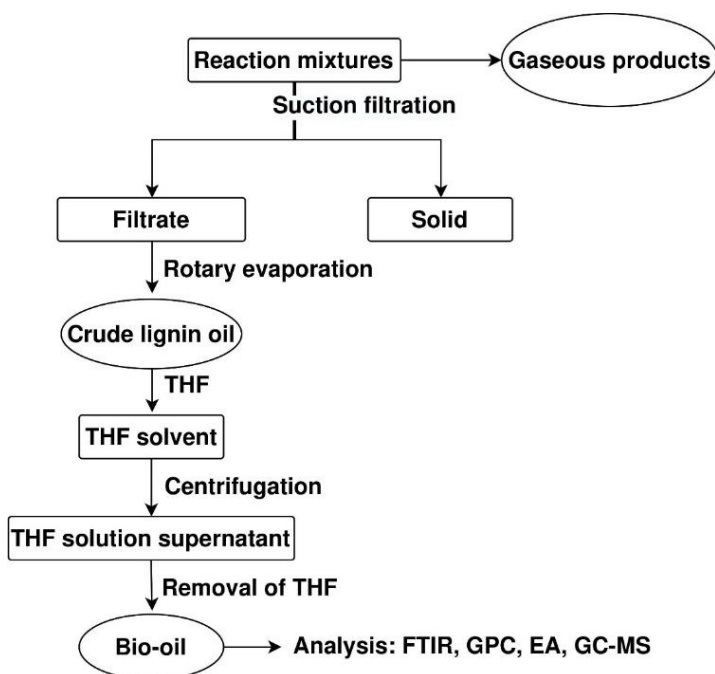 Reaction mixtures
Gaseous products
Suction filtration
Filtrate
Solid
Rotary evaporation
Crude lignin oil
THF
THF solvent
Centrifugation
THF solution supernatant
Removal of THF
Bio-oil
Analysis: FTIR, GPC, EA, GC-MS